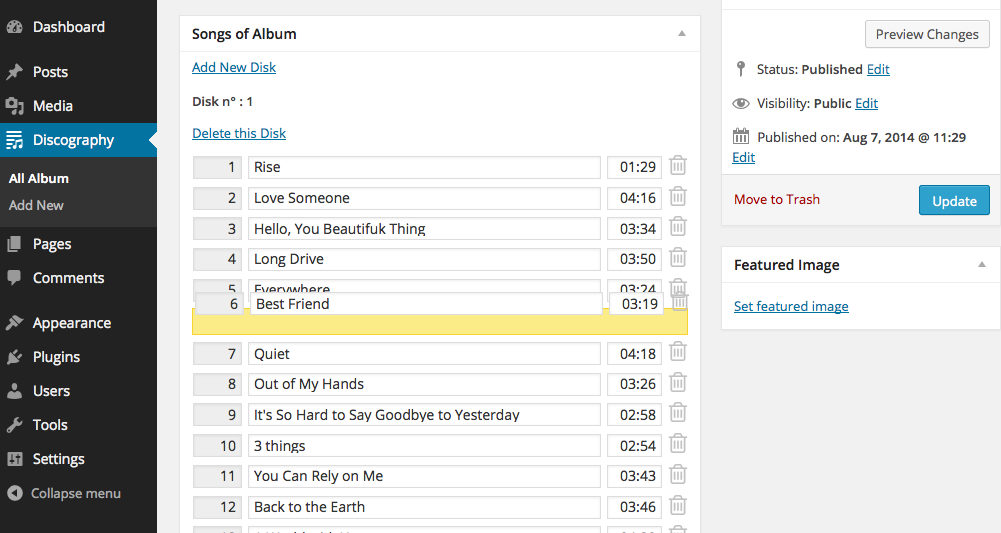 Dashboard
Posts
Media
Discography
All Album
Add New
Pages
Comments
Appearance
Plugins
Users
Tools
Settings
Collapse menu
Songs of Album
Add New Disk
Disk n° : 1
Delete this Disk
1 Rise 01:29
2 Love Someone 04:16
3 Hello, You Beautifuk Thing 03:34
4 Long Drive 03:50
5 Everywhere 03:24
6 Best Friend 03:19
7 Quiet 04:18
8 Out of My Hands 03:26
9 It's So Hard to Say Goodbye to Yesterday 02:58
10 3 things 02:54
11 You Can Rely on Me 03:43
12 Back to the Earth 03:46
Preview Changes
Status: Published Edit
Visibility: Public Edit
Published on: Aug 7, 2014 @ 11:29
Edit
Move to Trash
Update
Featured Image
Set featured image